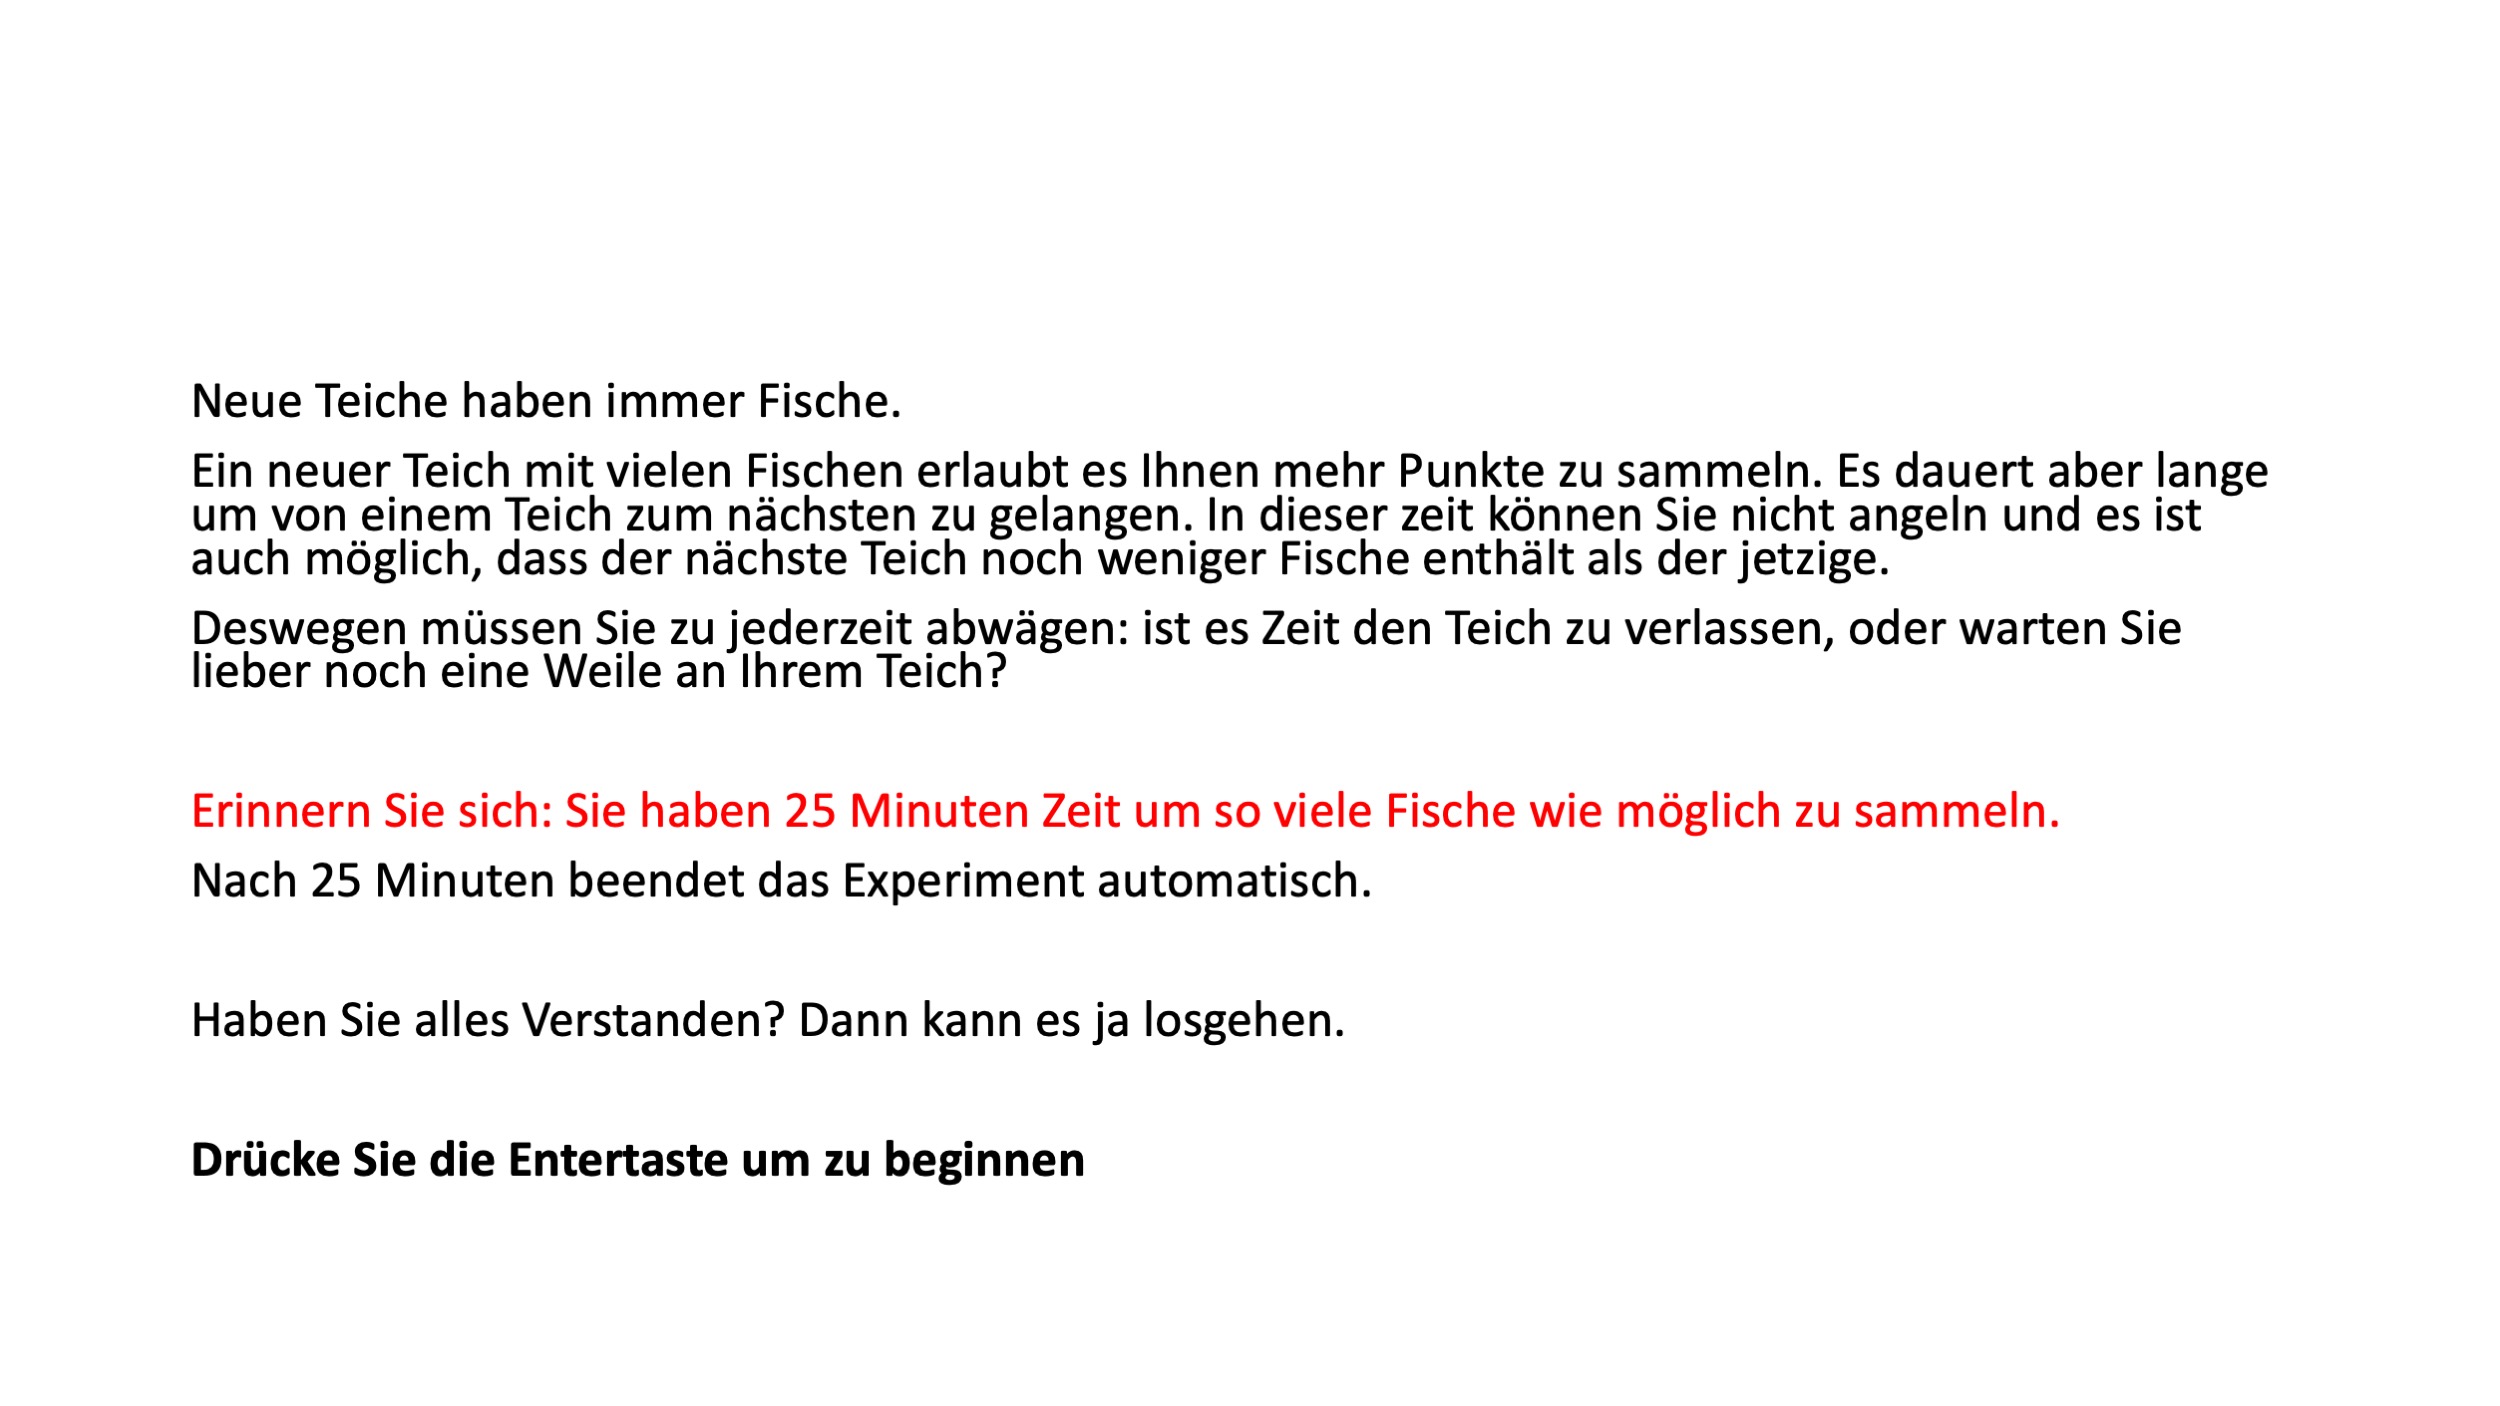 Neue Teiche haben immer Fische.
Ein neuer Teich mit vielen Fischen erlaubt es Ihnen mehr Punkte zu sammeln. Es dauert aber lange
um von einem Teich zum nächsten zu gelangen. In dieser zeit können Sie nicht angeln und es ist
auch möglich, dass der nächste Teich noch weniger Fische enthält als der jetzige.
Deswegen müssen Sie zu jederzeit abwägen: ist es Zeit den Teich zu verlassen, oder warten Sie
lieber noch eine Weile an Ihrem Teich?
Erinnern Sie sich: Sie haben 25 Minuten Zeit um so viele Fische wie möglich zu sammeln.
Nach 25 Minuten beendet das Experiment automatisch.
Haben Sie alles Verstanden? Dann kann es ja losgehen.
Drücke Sie die Entertaste um zu beginnen